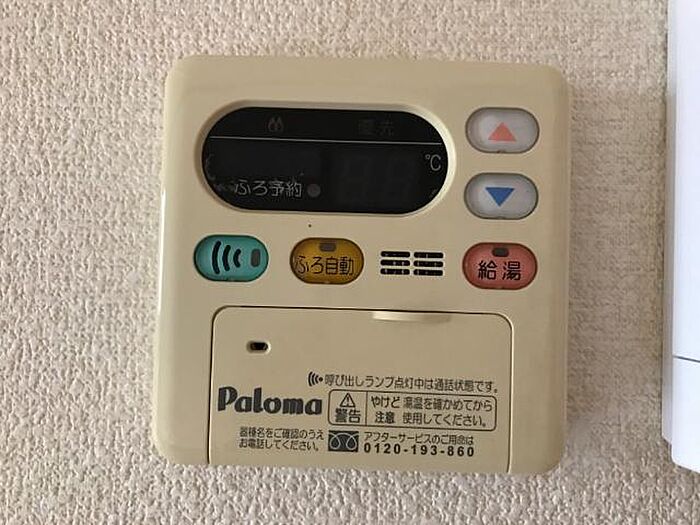 優先
℃
ふろ予約
ふろ自動
給湯
呼び出しランプ点灯中は通話状態です。
Paloma
警告
やけど 湯温を確かめてから
注意 使用してください。
器種名をご確認のうえ
お電話してください。
アフターサービスのご用命は
0120-193-860